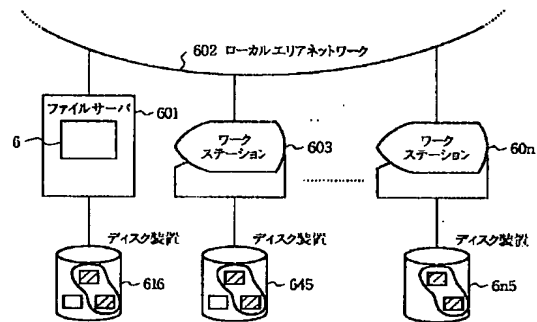 602 ローカルエリアネットワーク
ファイルサーバ
601
6
ワーク
ステーション
603
ワーク
ステーション
60n
ディスク装置
616
ディスク装置
645
ディスク装置
6n5